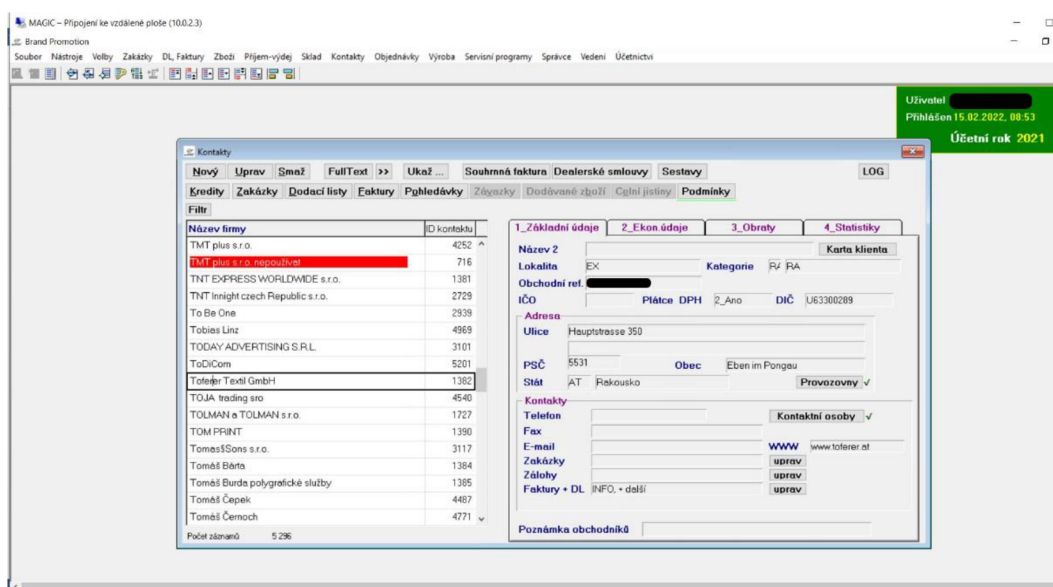 MAGIC – Připojení ke vzdálené ploše (10.0.2.3)
Brand Promotion
Soubor Nástroje Volby Zakázky DL, Faktury Zboží Příjem-výdej Sklad Kontakty Objednávky Výroba Servisní programy Správce Vedení Účetnictví
Uživatel
Přihlášen 15.02.2022, 08:53
Účetní rok 2021
Kontakty
Nový Uprav Smaž FullText >> Ukaž ... Souhrnná faktura Dealerské smlouvy Sestavy LOG
Kredity Zakázky Dodací listy Faktury Pohledávky Závazky Dodávané zboží Celní jistiny Podmínky
Filtr
Název firmy ID kontaktu
TMT plus s.r.o. 4252
TMT plus s.r.o. nepoužívat 716
TNT EXPRESS WORLDWIDE s.r.o. 1381
TNT Innight czech Republic s.r.o. 2729
To Be One 2939
Tobias Linz 4969
TODAY ADVERTISING S.R.L. 3101
ToDiCom 5201
Toferer Textil GmbH 1382
TOJA trading sro 4540
TOLMAN a TOLMAN s.r.o. 1727
TOM PRINT 1390
Tomas§Sons s.r.o. 3117
Tomáš Bárta 1384
Tomáš Burda polygrafické služby 1385
Tomáš Čepek 4487
Tomáš Černoch 4771
Počet záznamů 5 296
1_Základní údaje 2_Ekon.údaje 3_Obraty 4_Statistiky
Název 2 Karta klienta
Lokalita EX Kategorie RA RA
Obchodní ref.
IČO Plátce DPH 2_Ano DIČ U63300289
Adresa
Ulice Hauptstrasse 350
PSČ 5531 Obec Eben im Pongau
Stát AT Rakousko Provozovny ✓
Kontakty
Telefon Kontaktní osoby ✓
Fax
E-mail WWW www.toferer.at
Zakázky uprav
Zálohy uprav
Faktury + DL INFO, + další uprav
Poznámka obchodníků